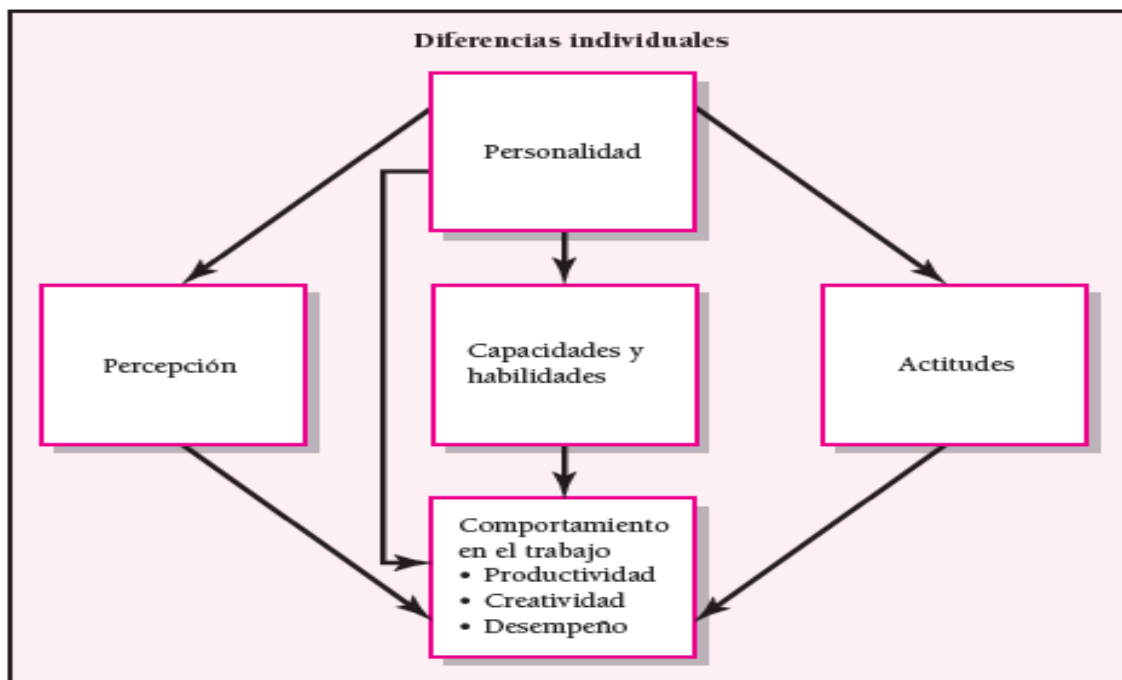 Diferencias individuales
Personalidad
Percepción
Capacidades y
habilidades
Actitudes
Comportamiento
en el trabajo
• Productividad
• Creatividad
• Desempeño